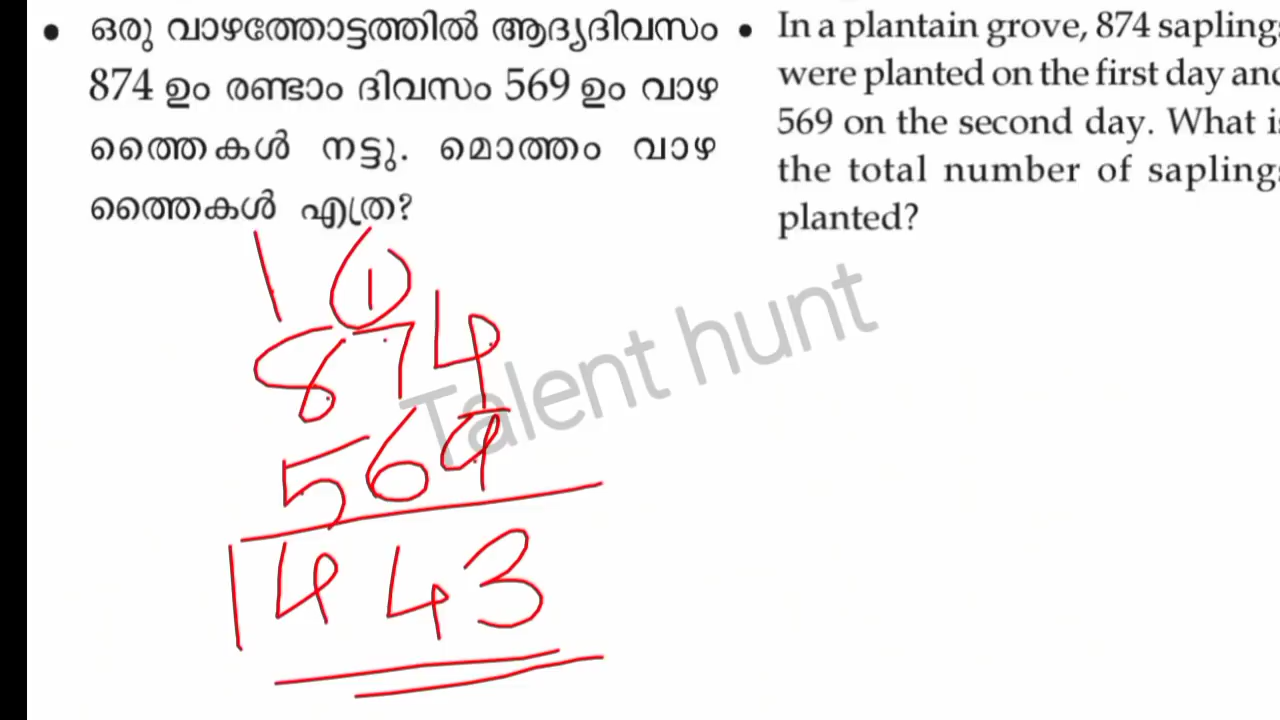 • ഒരു വാഴത്തോട്ടത്തിൽ ആദ്യദിവസം
874 ഉം രണ്ടാം ദിവസം 569 ഉം വാഴ
ത്തൈകൾ നട്ടു. മൊത്തം വാഴ
ത്തൈകൾ എത്ര?
• In a plantain grove, 874 sapling
were planted on the first day and
569 on the second day. What i
the total number of sapling
planted?
1 1
874
569
1443
Talent hunt